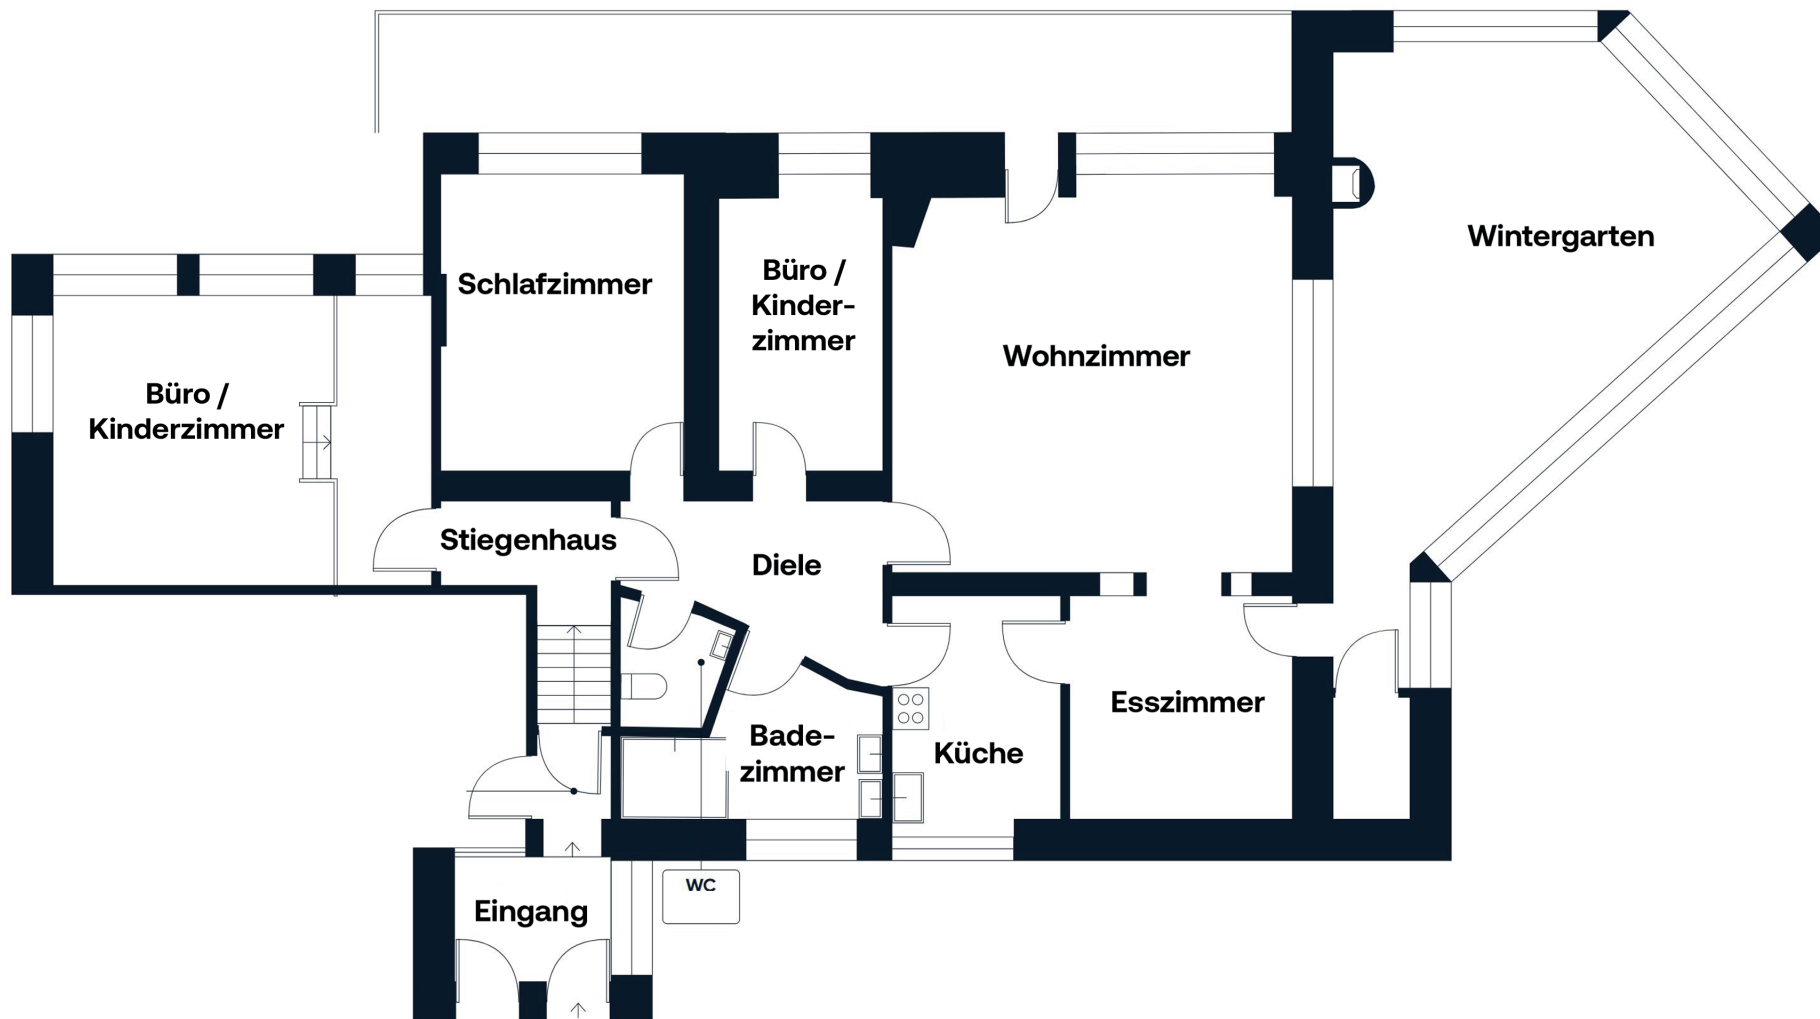 Wintergarten
Schlafzimmer
Büro /
Kinder-
zimmer
Wohnzimmer
Büro /
Kinderzimmer
Stiegenhaus
Diele
Esszimmer
Bade-
zimmer
Küche
WC
Eingang